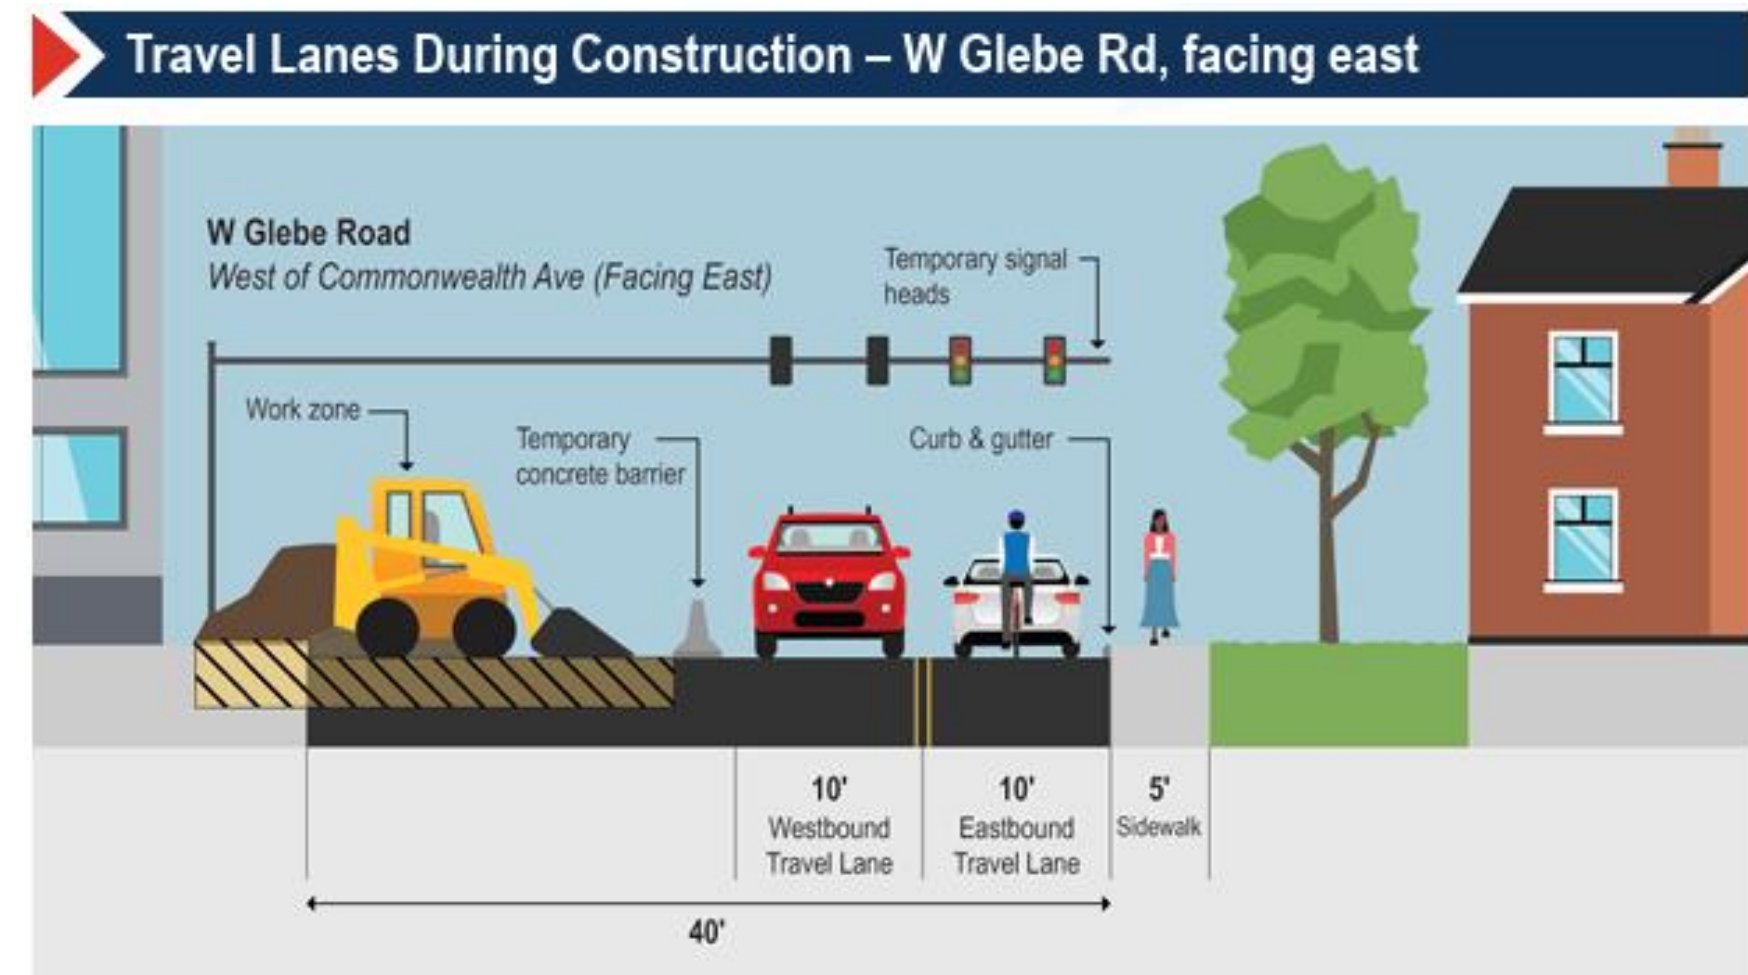 Travel Lanes During Construction – W Glebe Rd, facing east
W Glebe Road
West of Commonwealth Ave (Facing East)
Temporary signal
heads
Work zone
Temporary
concrete barrier
Curb & gutter
10'
Westbound
Travel Lane
10'
Eastbound
Travel Lane
5'
Sidewalk
40'